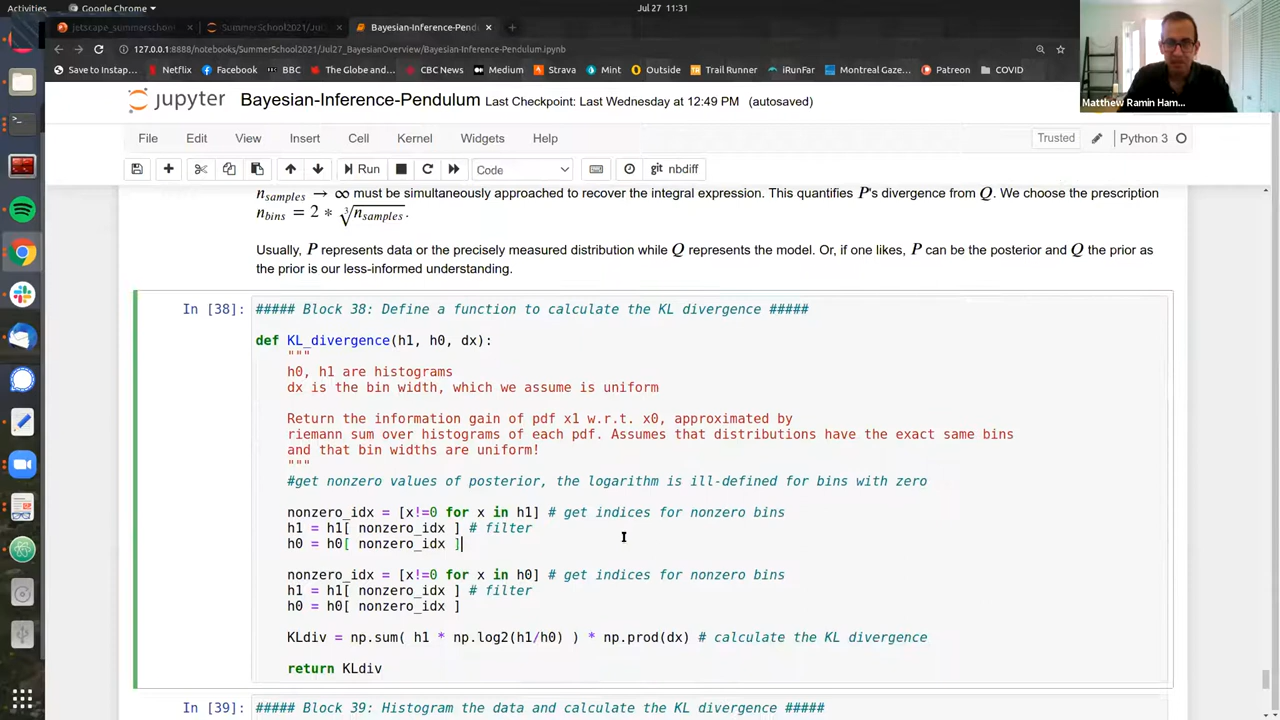 Activities
Google Chrome
Jul 27 11:31
jetscape_summerschool
SummerSchool2021/Jul
Bayesian-Inference-Pend
127.0.0.1:8888/notebooks/SummerSchool2021/Jul27_BayesianOverview/Bayesian-Inference-Pendulum.ipynb
Save to Instap... Netflix Facebook BBC The Globe and... CBC News Medium Strava Mint Outside Trail Runner iRunFar Montreal Gaze... Patreon COVID
Matthew Ramin Ham...
jupyter Bayesian-Inference-Pendulum Last Checkpoint: Last Wednesday at 12:49 PM (autosaved)
File Edit View Insert Cell Kernel Widgets Help Trusted Python 3
Run Code git nbdiff
n_samples → ∞ must be simultaneously approached to recover the integral expression. This quantifies P's divergence from Q. We choose the prescription
n_bins = 2 * ∛n_samples.
Usually, P represents data or the precisely measured distribution while Q represents the model. Or, if one likes, P can be the posterior and Q the prior as
the prior is our less-informed understanding.
In [38]: ##### Block 38: Define a function to calculate the KL divergence #####
def KL_divergence(h1, h0, dx):
"""
h0, h1 are histograms
dx is the bin width, which we assume is uniform
Return the information gain of pdf x1 w.r.t. x0, approximated by
riemann sum over histograms of each pdf. Assumes that distributions have the exact same bins
and that bin widths are uniform!
"""
#get nonzero values of posterior, the logarithm is ill-defined for bins with zero
nonzero_idx = [x!=0 for x in h1] # get indices for nonzero bins
h1 = h1[ nonzero_idx ] # filter
h0 = h0[ nonzero_idx ]
nonzero_idx = [x!=0 for x in h0] # get indices for nonzero bins
h1 = h1[ nonzero_idx ] # filter
h0 = h0[ nonzero_idx ]
KLdiv = np.sum( h1 * np.log2(h1/h0) ) * np.prod(dx) # calculate the KL divergence
return KLdiv
In [39]: ##### Block 39: Histogram the data and calculate the KL divergence #####